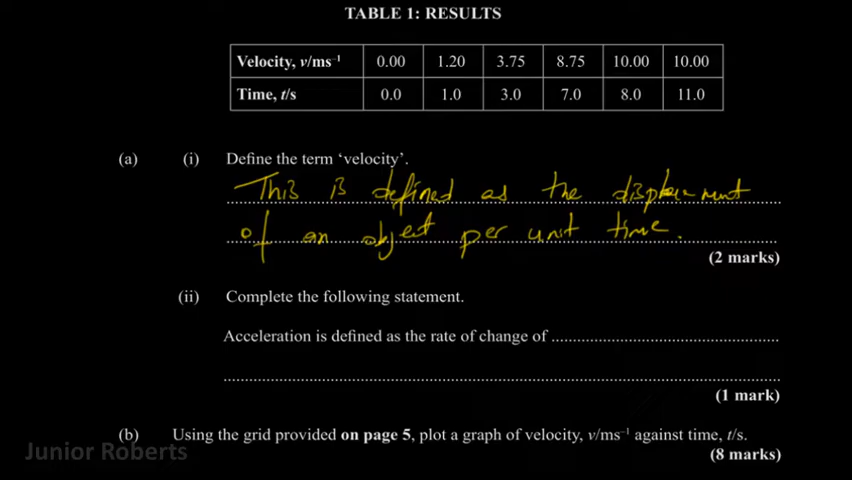 TABLE 1: RESULTS
Velocity, v/ms⁻¹ 0.00 1.20 3.75 8.75 10.00 10.00
Time, t/s 0.0 1.0 3.0 7.0 8.0 11.0
(a) (i) Define the term ‘velocity’.
This is defined as the displacement
of an object per unit time.
(2 marks)
(ii) Complete the following statement.
Acceleration is defined as the rate of change of
(1 mark)
(b) Using the grid provided on page 5, plot a graph of velocity, v/ms⁻¹ against time, t/s.
(8 marks)
Junior Roberts